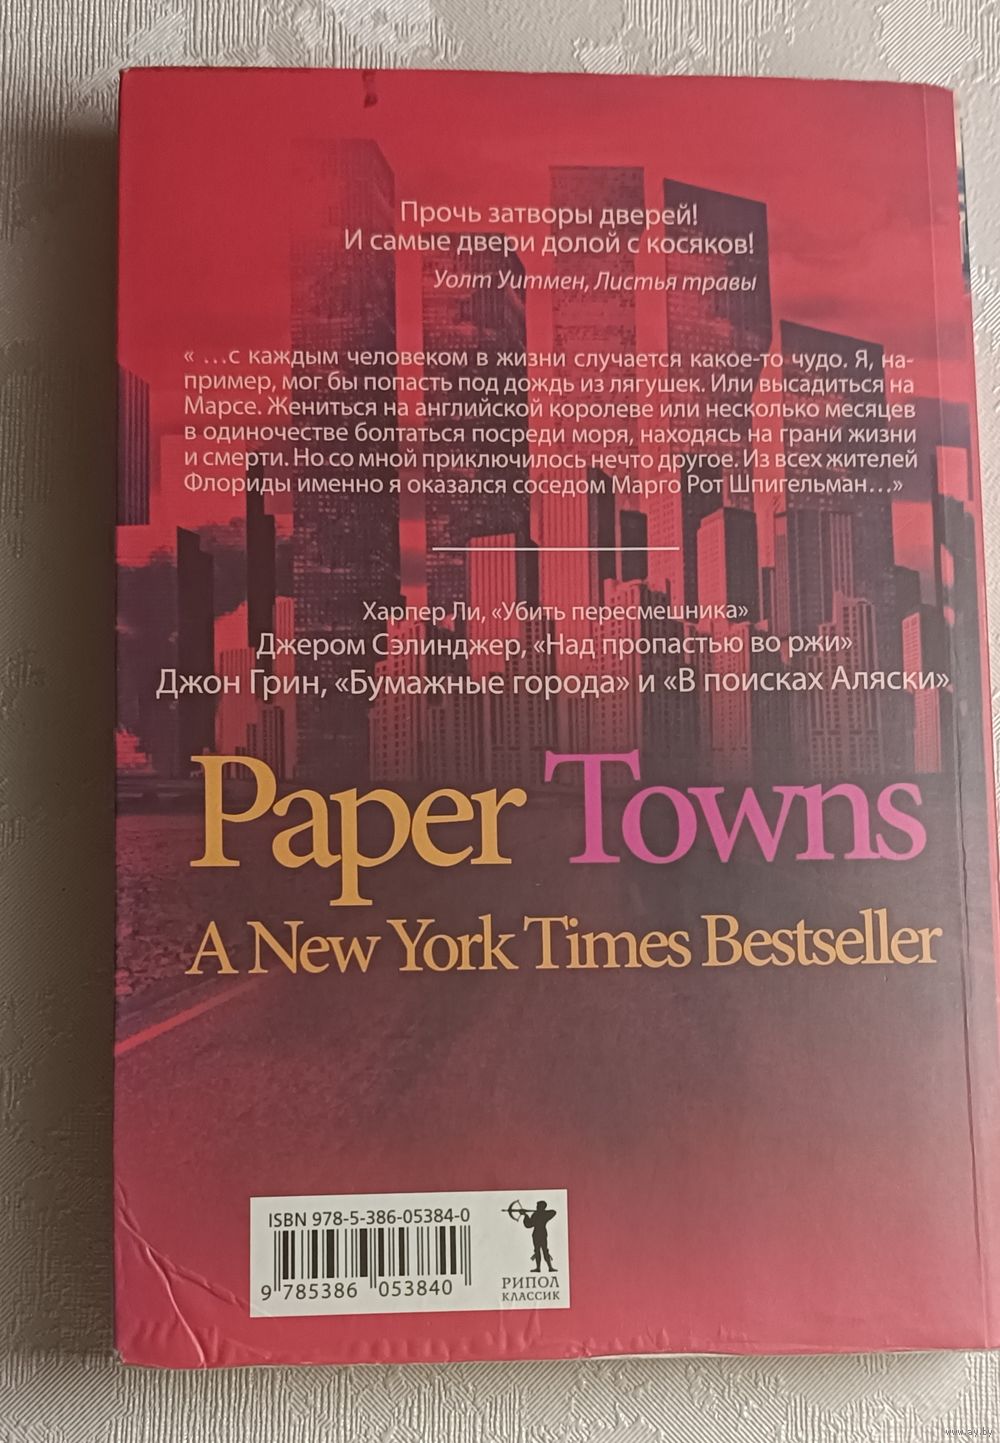 Прочь затворы дверей!
И самые двери долой с косяков!
Уолт Уитмен, Листья травы
« ...с каждым человеком в жизни случается какое-то чудо. Я, на-
пример, мог бы попасть под дождь из лягушек. Или высадиться на
Марсе. Жениться на английской королеве или несколько месяцев
в одиночестве болтаться посреди моря, находясь на грани жизни
и смерти. Но со мной приключилось нечто другое. Из всех жителей
Флориды именно я оказался соседом Марго Рот Шпигельман...»
Харпер Ли, «Убить пересмешника»
Джером Сэлинджер, «Над пропастью во ржи»
Джон Грин, «Бумажные города» и «В поисках Аляски»
Paper Towns
A New York Times Bestseller
ISBN 978-5-386-05384-0
9 785386 053840
РИПОЛ
КЛАССИК
www.ay.by